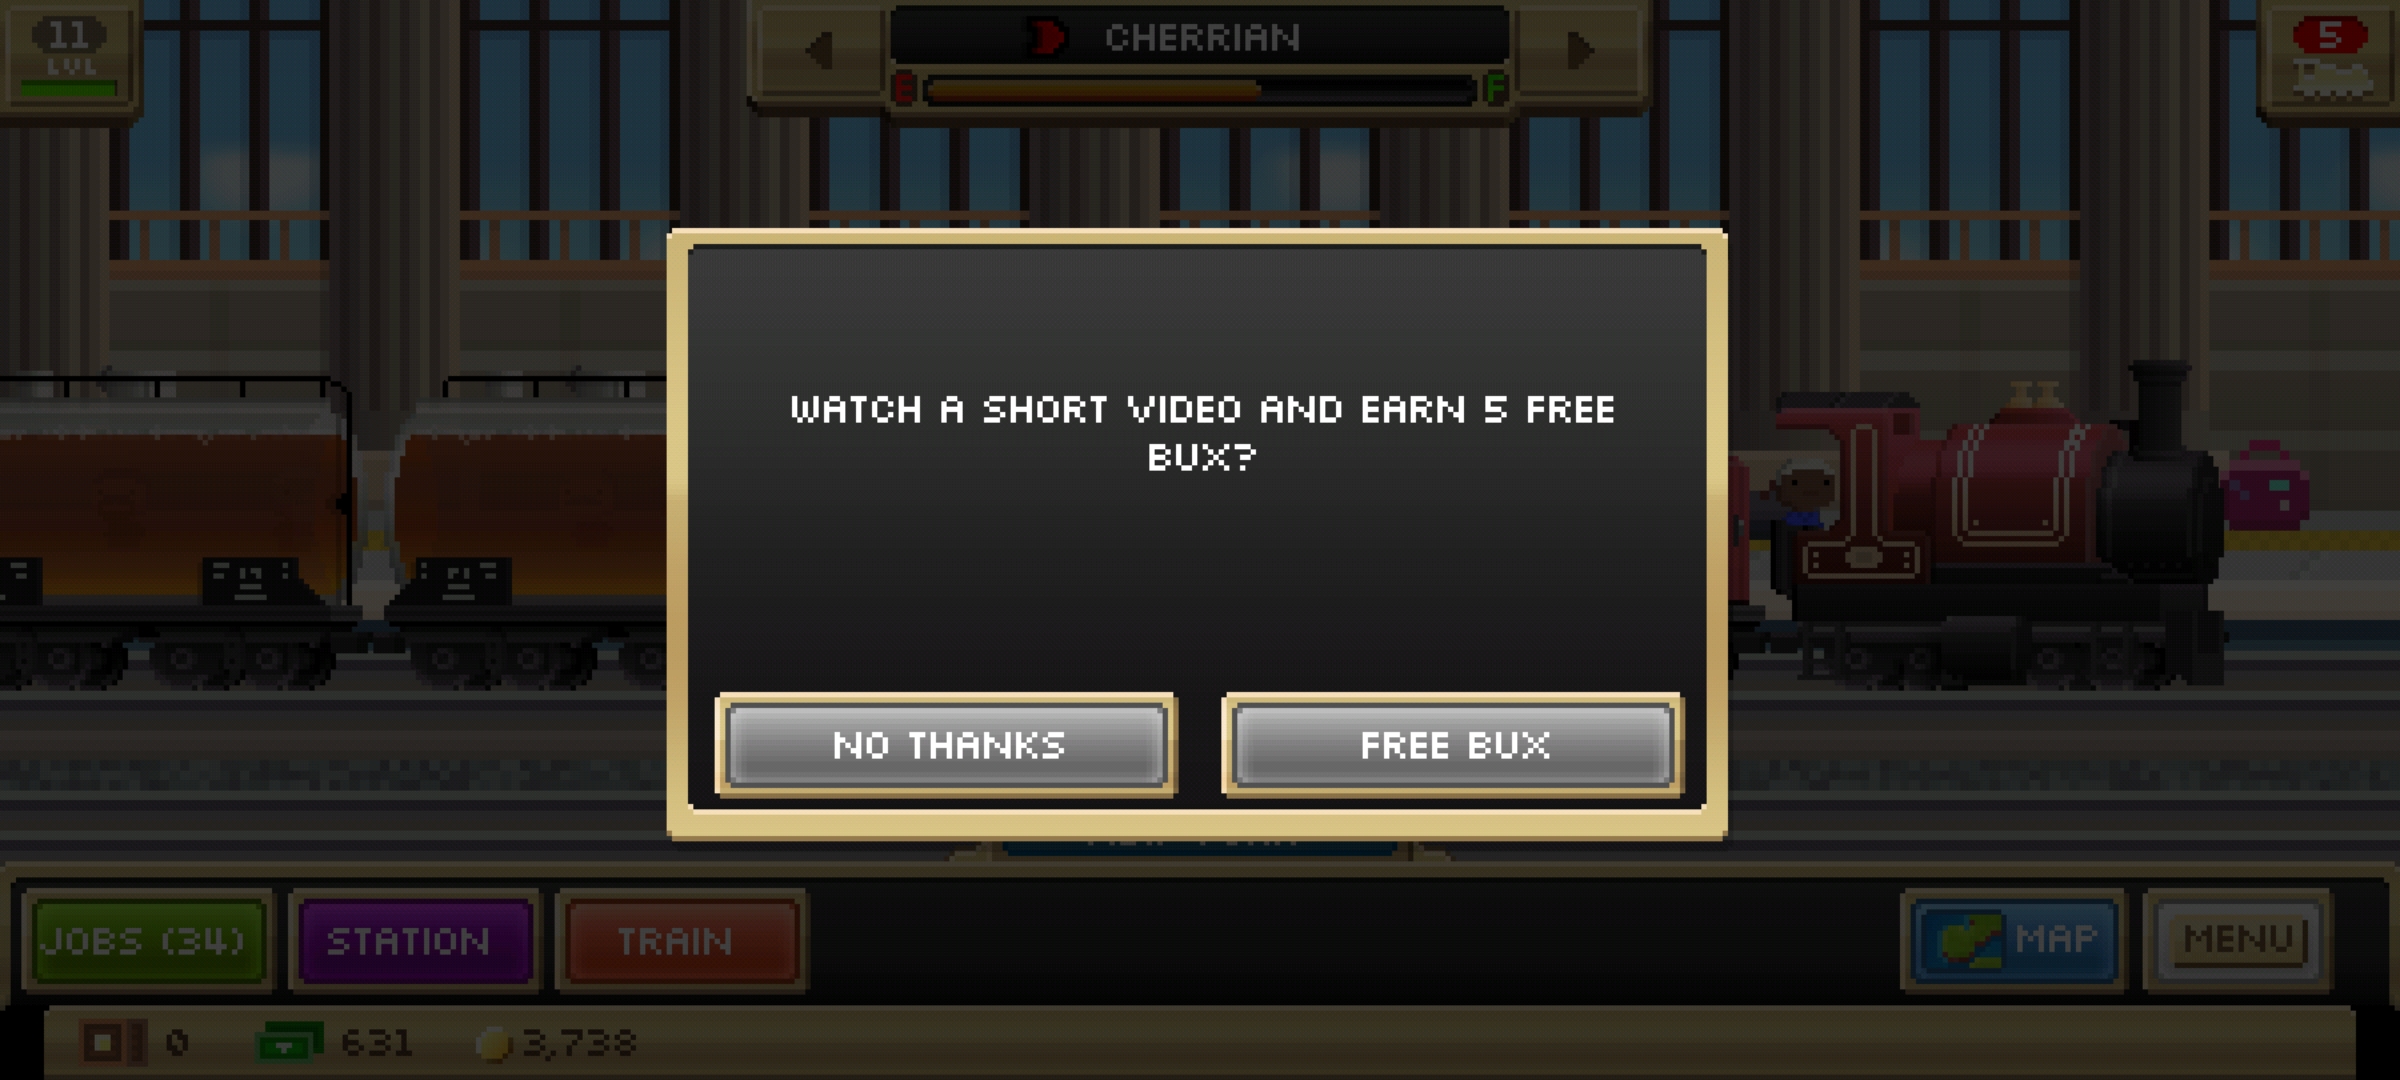 11
LVL
CHERRIAN
E F
5
WATCH A SHORT VIDEO AND EARN 5 FREE
BUX?
NO THANKS
FREE BUX
JOBS (34)
STATION
TRAIN
MAP
MENU
0
631
3,738